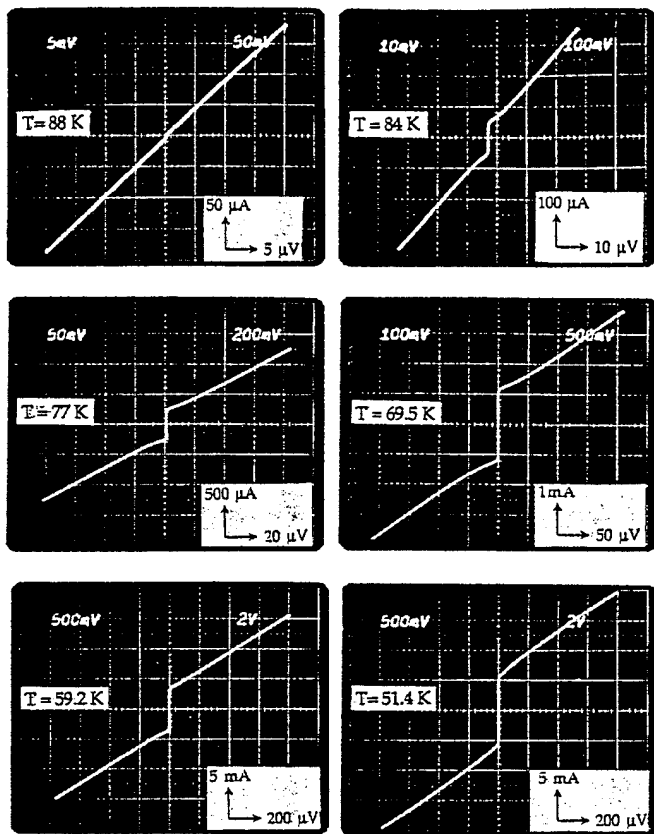 5mV 50mV
T = 88 K
50 μA
5 μV
10mV 100mV
T = 84 K
100 μA
10 μV
50mV 200mV
T = 77 K
500 μA
20 μV
100mV 500mV
T = 69.5 K
1mA
50 μV
500mV 2V
T = 59.2 K
5 mA
200 μV
500mV 2V
T = 51.4 K
5 mA
200 μV